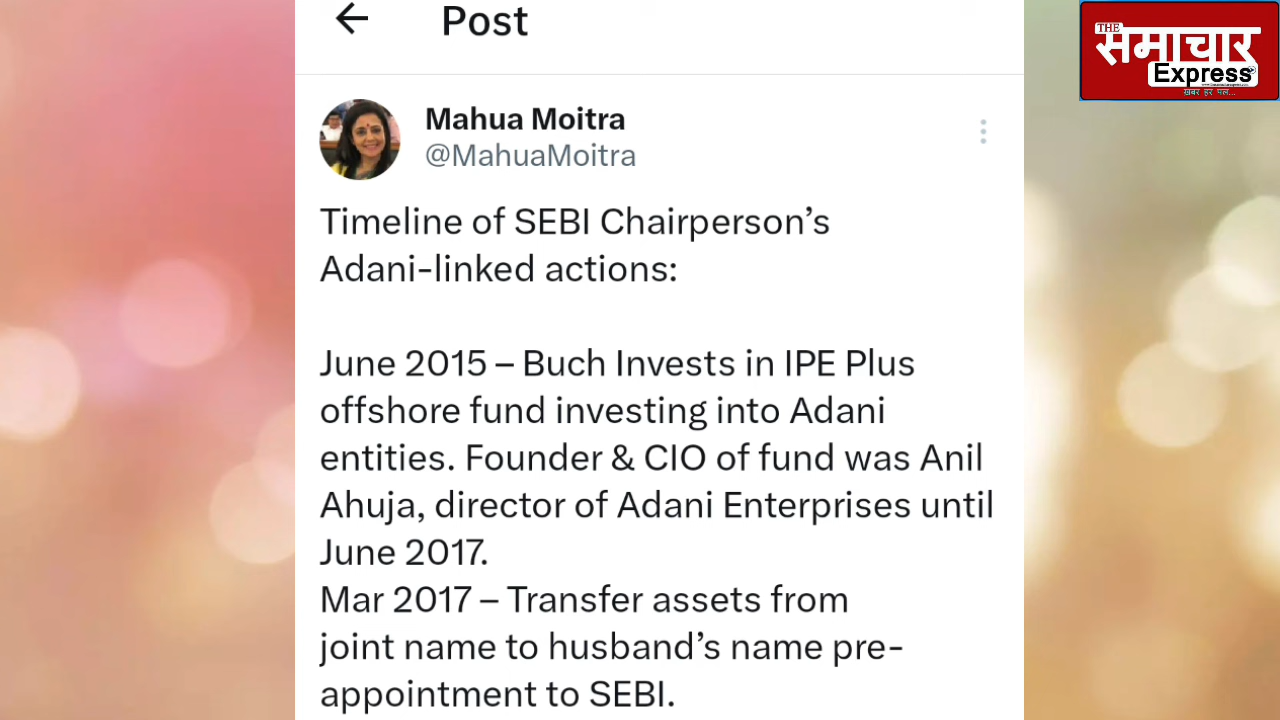 Post
THE
समाचार
Express
ख़बर हर पल...
Mahua Moitra
@MahuaMoitra
Timeline of SEBI Chairperson’s
Adani-linked actions:
June 2015 – Buch Invests in IPE Plus
offshore fund investing into Adani
entities. Founder & CIO of fund was Anil
Ahuja, director of Adani Enterprises until
June 2017.
Mar 2017 – Transfer assets from
joint name to husband’s name pre-
appointment to SEBI.